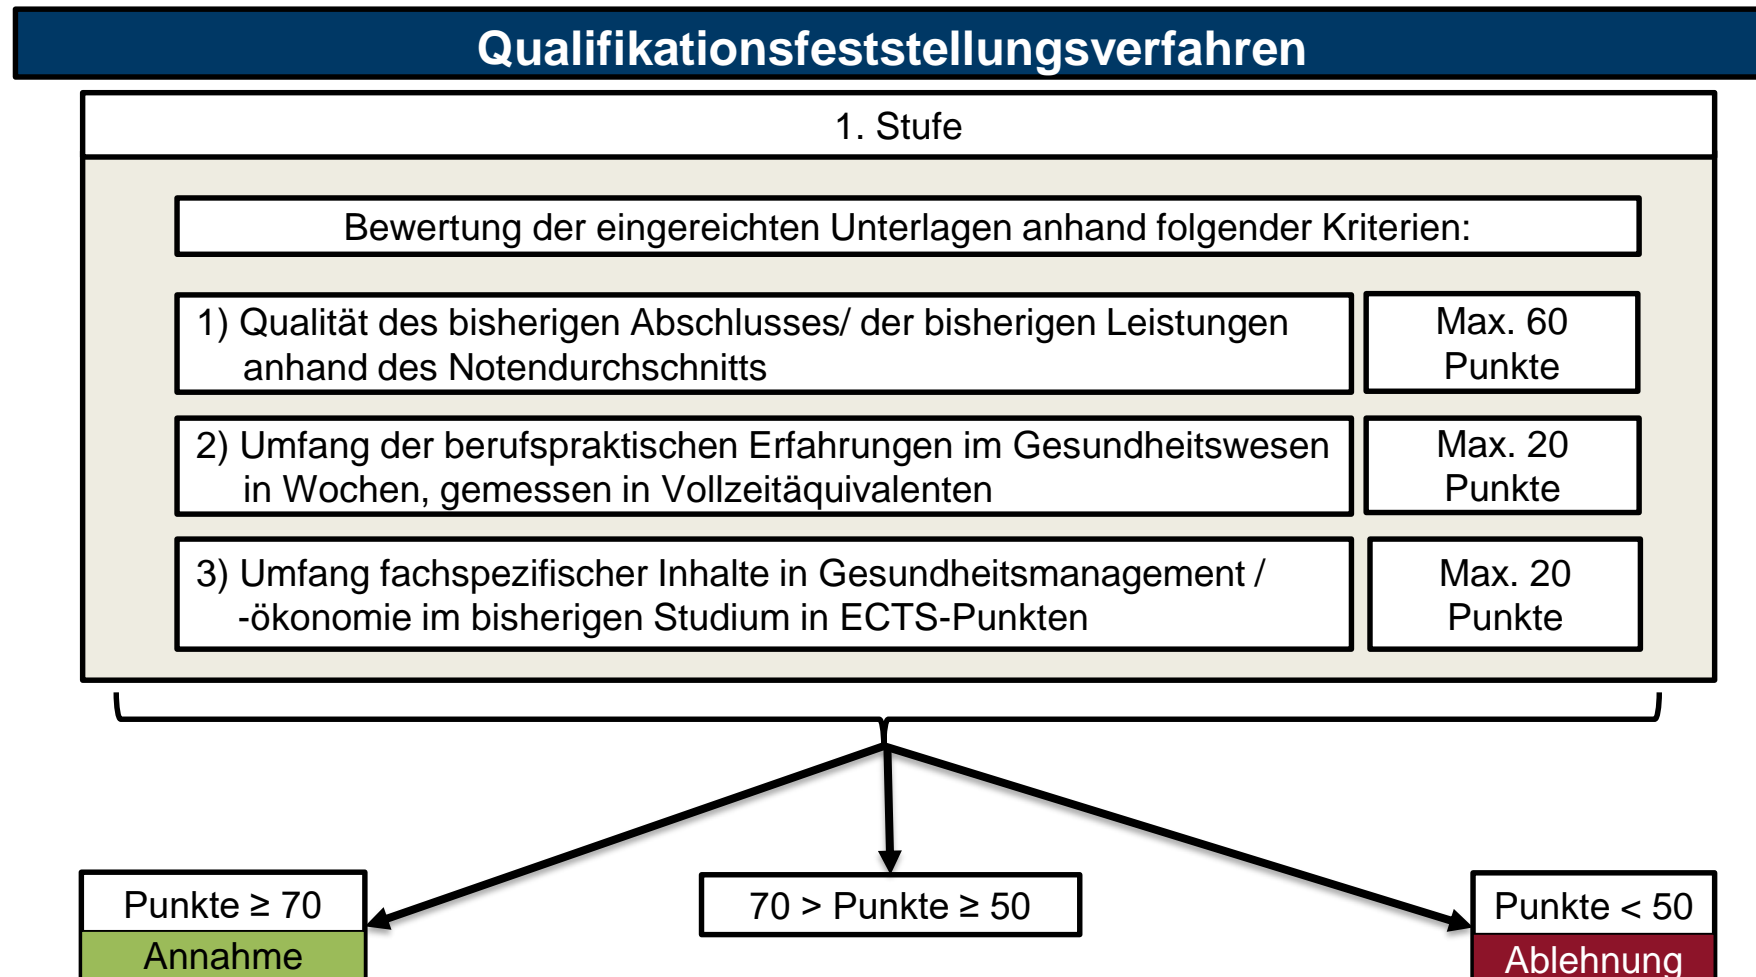 Qualifikationsfeststellungsverfahren
1. Stufe
Bewertung der eingereichten Unterlagen anhand folgender Kriterien:
1) Qualität des bisherigen Abschlusses/ der bisherigen Leistungen
anhand des Notendurchschnitts
Max. 60
Punkte
2) Umfang der berufspraktischen Erfahrungen im Gesundheitswesen
in Wochen, gemessen in Vollzeitäquivalenten
Max. 20
Punkte
3) Umfang fachspezifischer Inhalte in Gesundheitsmanagement /
-ökonomie im bisherigen Studium in ECTS-Punkten
Max. 20
Punkte
Punkte ≥ 70
Annahme
70 > Punkte ≥ 50
Punkte < 50
Ablehnung